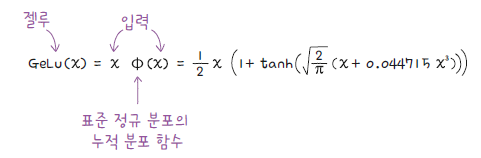 젤루 입력
GeLu(x) = x Φ(x) = 1/2 x (1+ tanh(√(2/π) (x + 0.044715 x³)))
표준 정규 분포의
누적 분포 함수